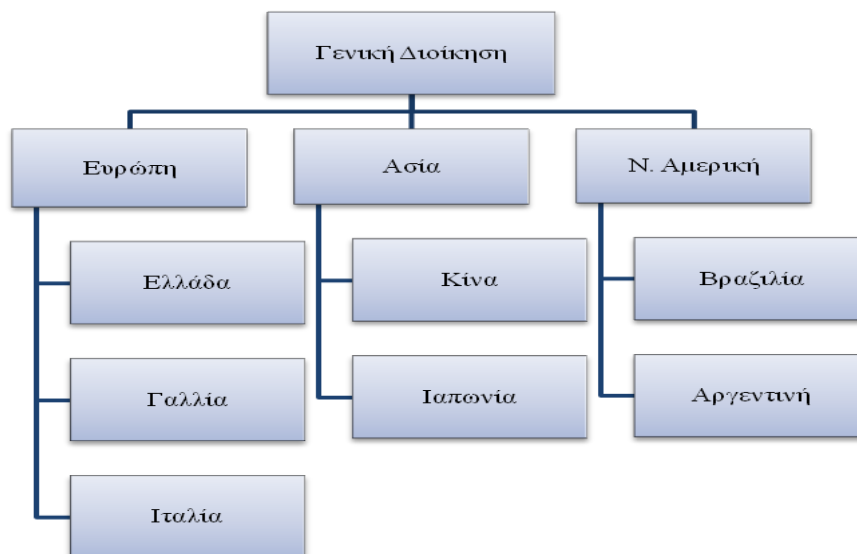 Γενική Διοίκηση
Ευρώπη
Ασία
Ν. Αμερική
Ελλάδα
Κίνα
Βραζιλία
Γαλλία
Ιαπωνία
Αργεντινή
Ιταλία